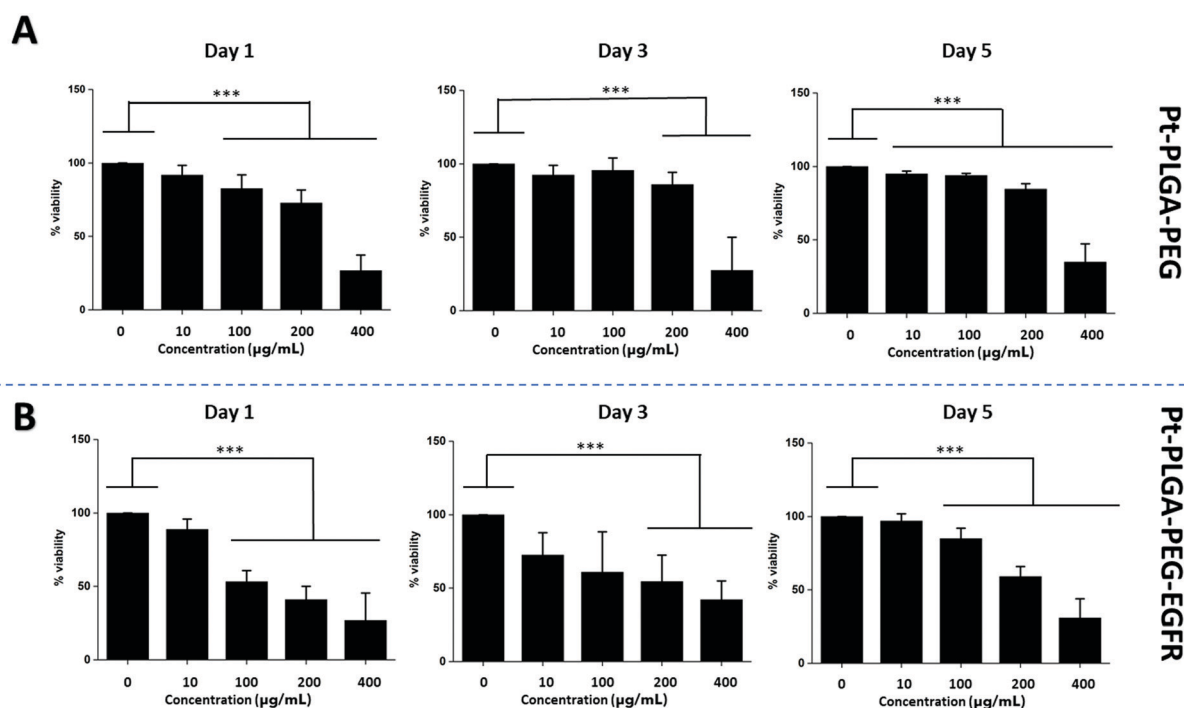 A
Day 1
Day 3
Day 5
150
***
100
50
0
% viability
0 10 100 200 400
Concentration (µg/mL)
150
***
100
50
0
% viability
0 10 100 200 400
Concentration (µg/mL)
150
***
100
50
0
% viability
0 10 100 200 400
Concentration (µg/mL)
Pt-PLGA-PEG
B
Day 1
Day 3
Day 5
150
***
100
50
0
% viability
0 10 100 200 400
Concentration (µg/mL)
150
***
100
50
0
% viability
0 10 100 200 400
Concentration (µg/mL)
150
***
100
50
0
% viability
0 10 100 200 400
Concentration (µg/mL)
Pt-PLGA-PEG-EGFR